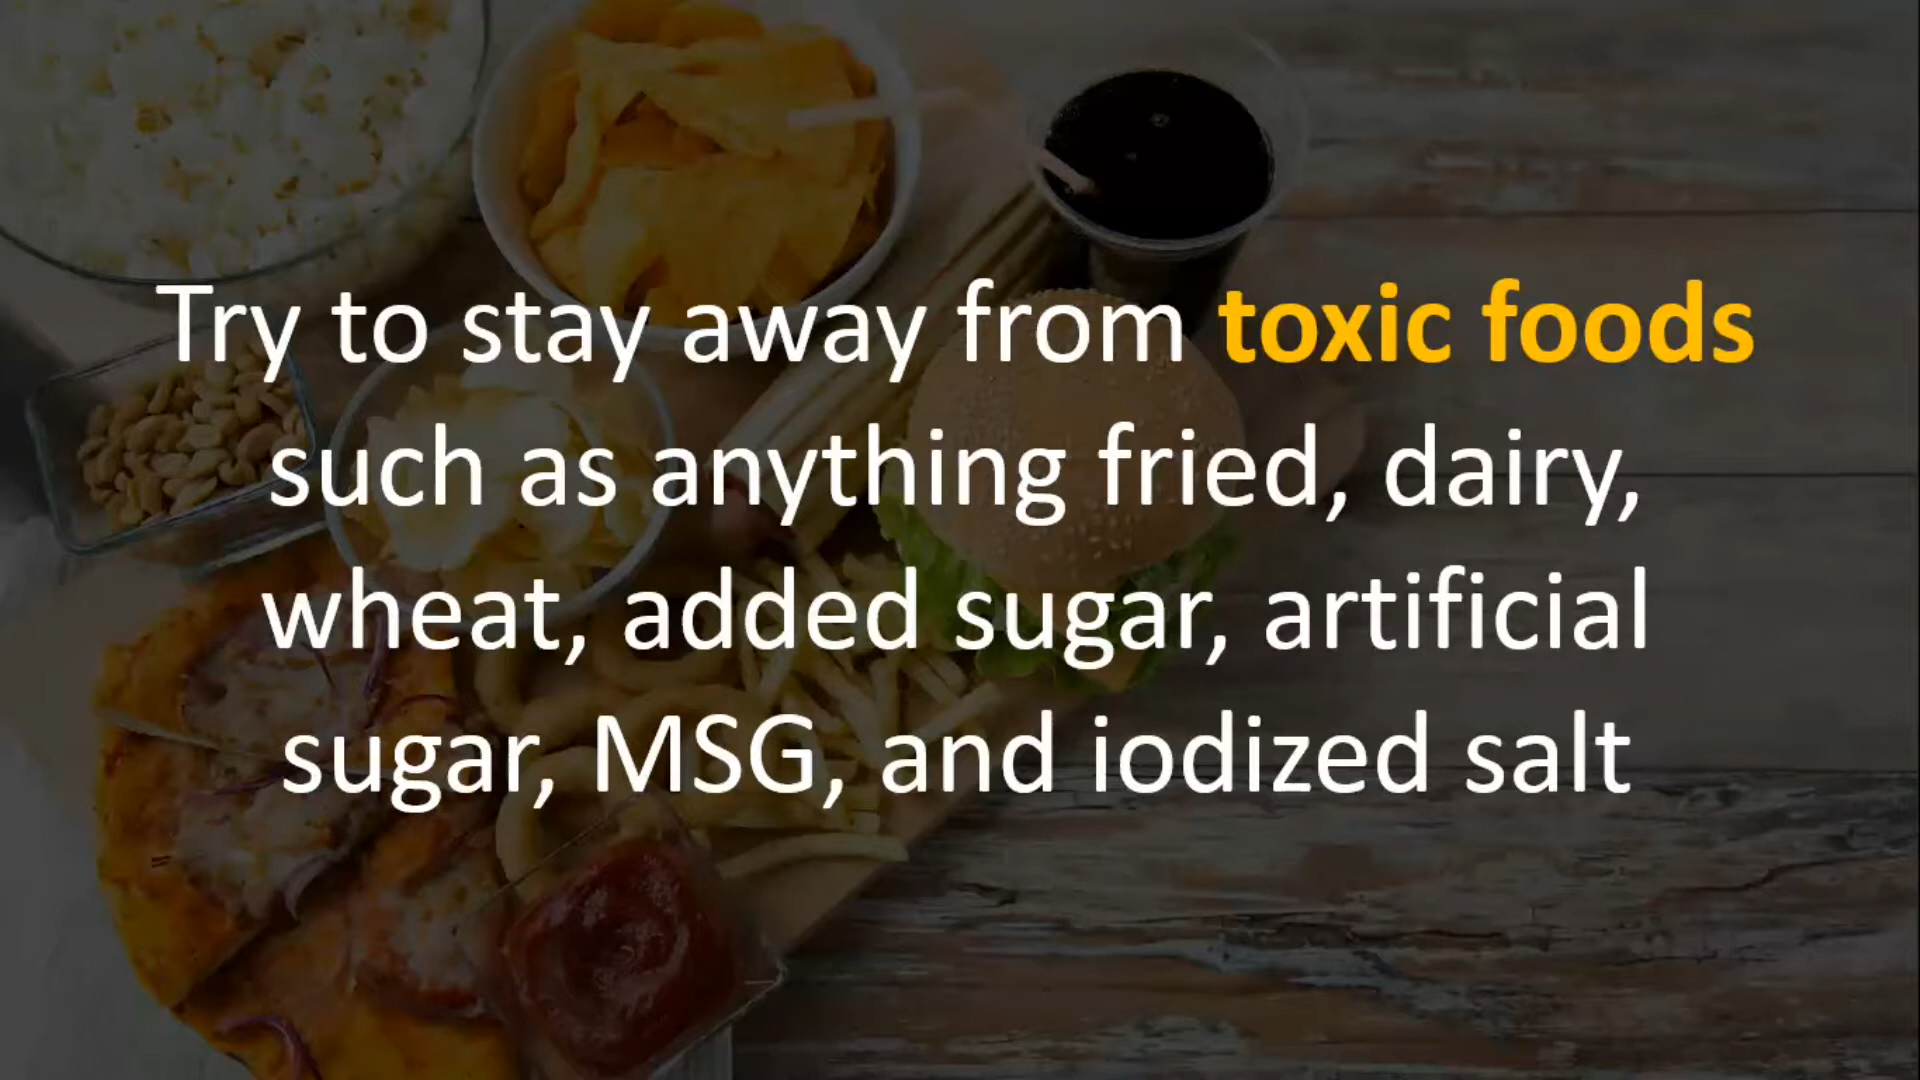 Try to stay away from toxic foods
such as anything fried, dairy,
wheat, added sugar, artificial
sugar, MSG, and iodized salt